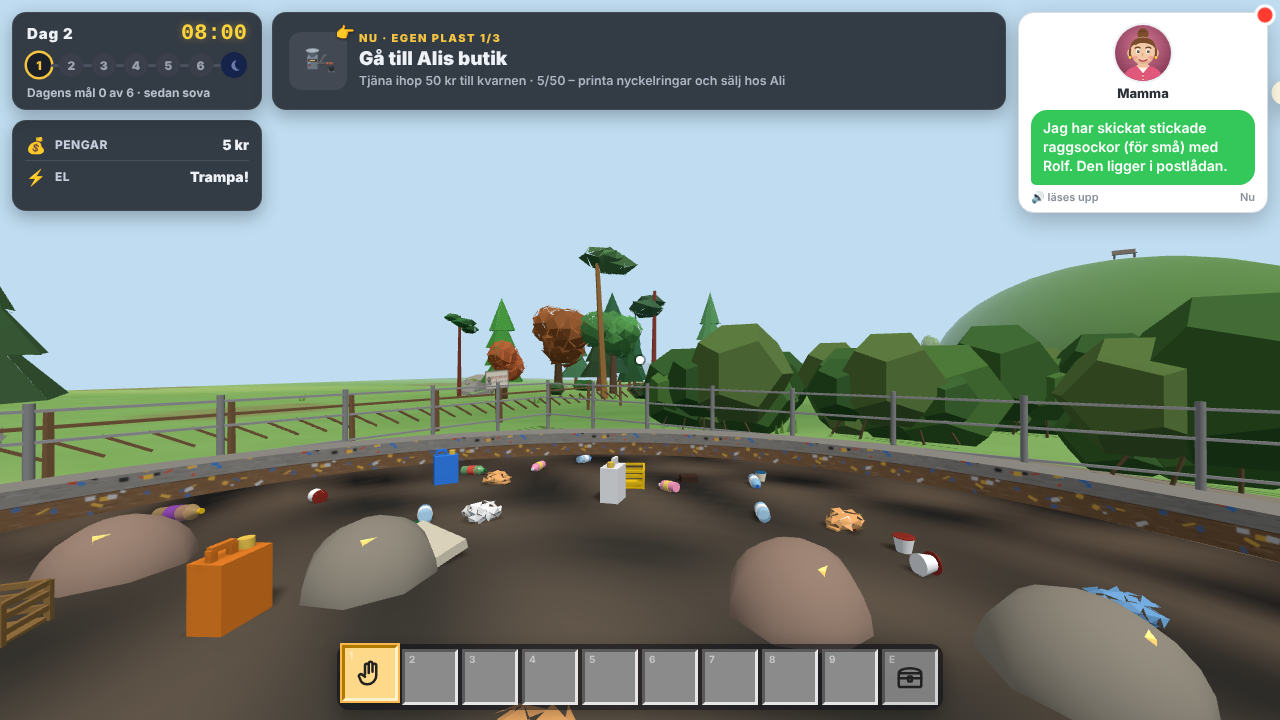 Dag 2
08:00
1 2 3 4 5 6
Dagens mål 0 av 6 · sedan sova
PENGAR 5 kr
EL Trampa!
NU · EGEN PLAST 1/3
Gå till Alis butik
Tjäna ihop 50 kr till kvarnen · 5/50 – printa nyckelringar och sälj hos Ali
Mamma
Jag har skickat stickade
raggsockor (för små) med
Rolf. Den ligger i postlådan.
läses upp Nu
1 2 3 4 5 6 7 8 9 E